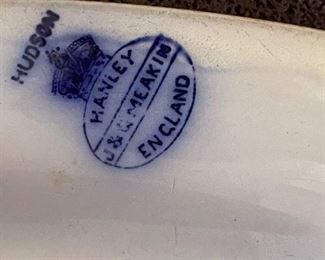 HUDSON
HANLEY
J & G MEAKIN
ENGLAND